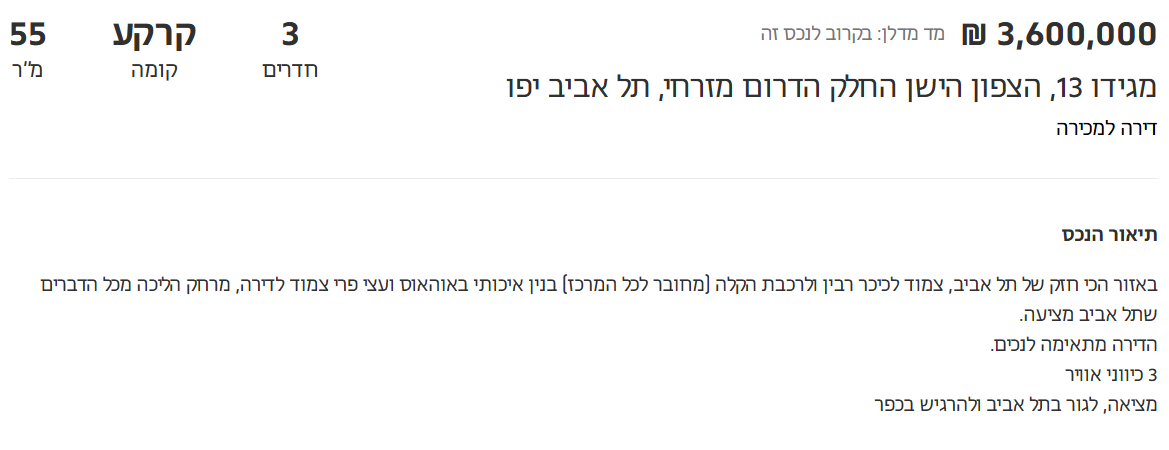 3,600,000 ₪ מד מדלן: בקרוב לנכס זה
3 קרקע 55
חדרים קומה מ"ר
מגידו 13, הצפון הישן החלק הדרום מזרחי, תל אביב יפו
דירה למכירה
תיאור הנכס
באזור הכי חזק של תל אביב, צמוד לכיכר רבין ולרכבת הקלה (מחובר לכל המרכז) בנין איכותי באוהאוס ועצי פרי צמוד לדירה, מרחק הליכה מכל הדברים
שתל אביב מציעה.
הדירה מתאימה לנכים.
3 כיווני אוויר
מציאה, לגור בתל אביב ולהרגיש בכפר